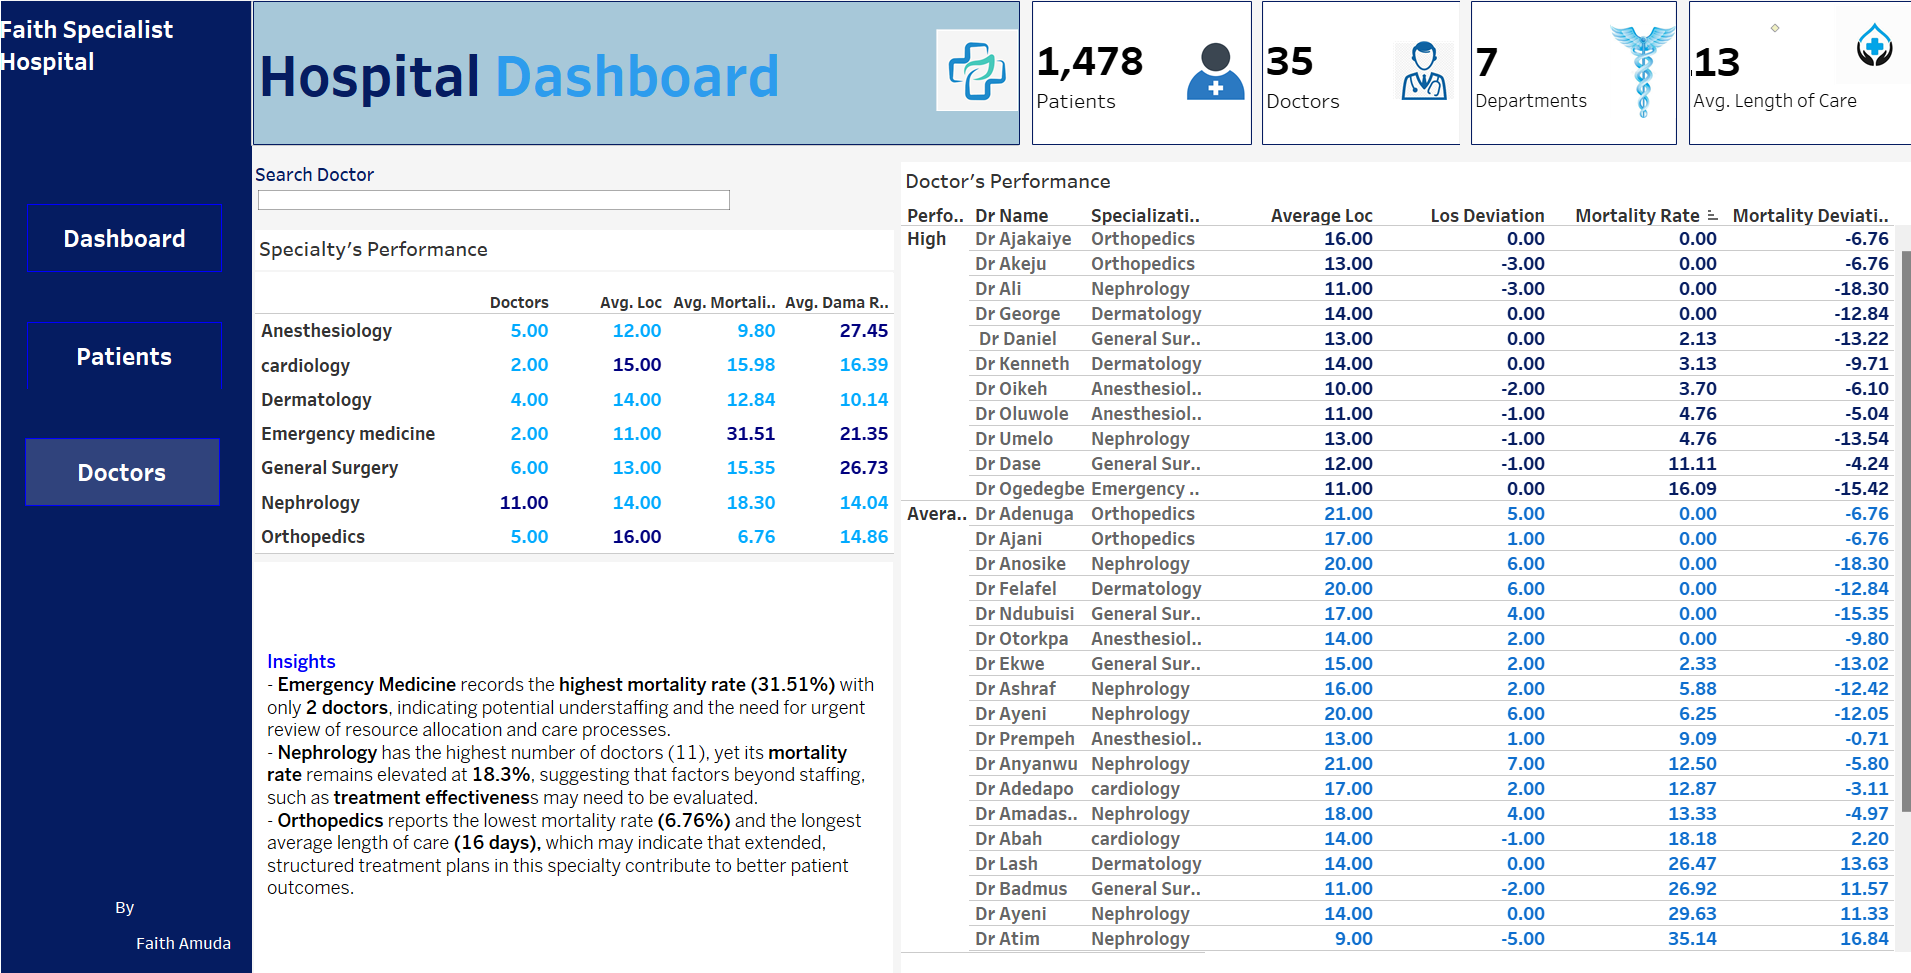 Faith Specialist
Hospital
Dashboard
Patients
Doctors
By
Faith Amuda
Hospital Dashboard
1,478
Patients
35
Doctors
7
Departments
13
Avg. Length of Care
Search Doctor
Specialty's Performance
Doctors Avg. Loc Avg. Mortali.. Avg. Dama R..
Anesthesiology 5.00 12.00 9.80 27.45
cardiology 2.00 15.00 15.98 16.39
Dermatology 4.00 14.00 12.84 10.14
Emergency medicine 2.00 11.00 31.51 21.35
General Surgery 6.00 13.00 15.35 26.73
Nephrology 11.00 14.00 18.30 14.04
Orthopedics 5.00 16.00 6.76 14.86
Insights
- Emergency Medicine records the highest mortality rate (31.51%) with
only 2 doctors, indicating potential understaffing and the need for urgent
review of resource allocation and care processes.
- Nephrology has the highest number of doctors (11), yet its mortality
rate remains elevated at 18.3%, suggesting that factors beyond staffing,
such as treatment effectiveness may need to be evaluated.
- Orthopedics reports the lowest mortality rate (6.76%) and the longest
average length of care (16 days), which may indicate that extended,
structured treatment plans in this specialty contribute to better patient
outcomes.
Doctor's Performance
Perfo.. Dr Name Specializati.. Average Loc Los Deviation Mortality Rate Mortality Deviati..
High Dr Ajakaiye Orthopedics 16.00 0.00 0.00 -6.76
Dr Akeju Orthopedics 13.00 -3.00 0.00 -6.76
Dr Ali Nephrology 11.00 -3.00 0.00 -18.30
Dr George Dermatology 14.00 0.00 0.00 -12.84
Dr Daniel General Sur.. 13.00 0.00 2.13 -13.22
Dr Kenneth Dermatology 14.00 0.00 3.13 -9.71
Dr Oikeh Anesthesiol.. 10.00 -2.00 3.70 -6.10
Dr Oluwole Anesthesiol.. 11.00 -1.00 4.76 -5.04
Dr Umelo Nephrology 13.00 -1.00 4.76 -13.54
Dr Dase General Sur.. 12.00 -1.00 11.11 -4.24
Dr Ogedegbe Emergency .. 11.00 0.00 16.09 -15.42
Avera.. Dr Adenuga Orthopedics 21.00 5.00 0.00 -6.76
Dr Ajani Orthopedics 17.00 1.00 0.00 -6.76
Dr Anosike Nephrology 20.00 6.00 0.00 -18.30
Dr Felafel Dermatology 20.00 6.00 0.00 -12.84
Dr Ndubuisi General Sur.. 17.00 4.00 0.00 -15.35
Dr Otorkpa Anesthesiol.. 14.00 2.00 0.00 -9.80
Dr Ekwe General Sur.. 15.00 2.00 2.33 -13.02
Dr Ashraf Nephrology 16.00 2.00 5.88 -12.42
Dr Ayeni Nephrology 20.00 6.00 6.25 -12.05
Dr Prempeh Anesthesiol.. 13.00 1.00 9.09 -0.71
Dr Anyanwu Nephrology 21.00 7.00 12.50 -5.80
Dr Adedapo cardiology 17.00 2.00 12.87 -3.11
Dr Amadas.. Nephrology 18.00 4.00 13.33 -4.97
Dr Abah cardiology 14.00 -1.00 18.18 2.20
Dr Lash Dermatology 14.00 0.00 26.47 13.63
Dr Badmus General Sur.. 11.00 -2.00 26.92 11.57
Dr Ayeni Nephrology 14.00 0.00 29.63 11.33
Dr Atim Nephrology 9.00 -5.00 35.14 16.84